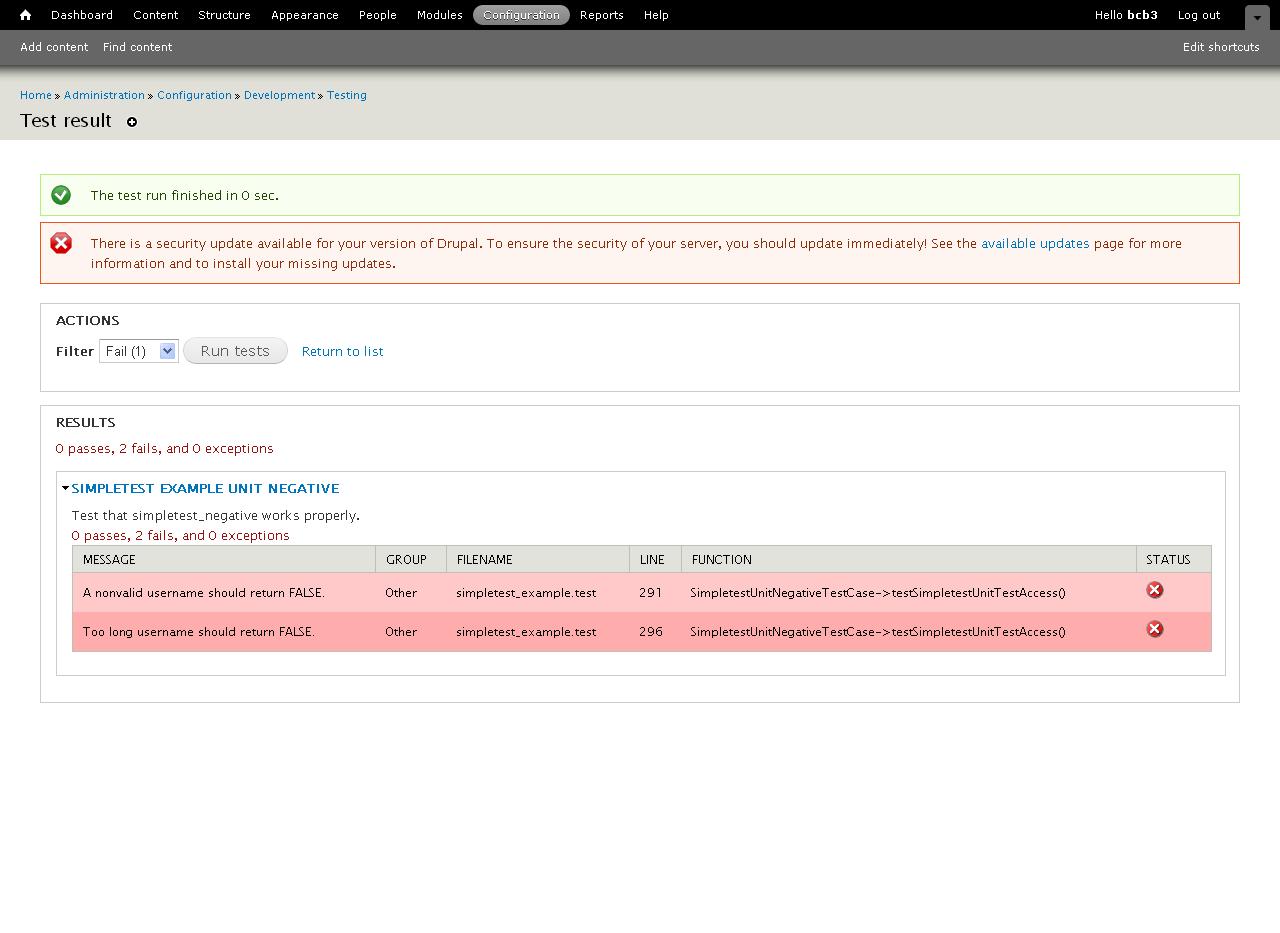 Dashboard Content Structure Appearance People Modules Configuration Reports Help Hello bcb3 Log out
Add content Find content Edit shortcuts
Home » Administration » Configuration » Development » Testing
Test result
The test run finished in 0 sec.
There is a security update available for your version of Drupal. To ensure the security of your server, you should update immediately! See the available updates page for more
information and to install your missing updates.
ACTIONS
Filter Fail (1) Run tests Return to list
RESULTS
0 passes, 2 fails, and 0 exceptions
SIMPLETEST EXAMPLE UNIT NEGATIVE
Test that simpletest_negative works properly.
0 passes, 2 fails, and 0 exceptions
MESSAGE GROUP FILENAME LINE FUNCTION STATUS
A nonvalid username should return FALSE. Other simpletest_example.test 291 SimpletestUnitNegativeTestCase->testSimpletestUnitTestAccess()
Too long username should return FALSE. Other simpletest_example.test 296 SimpletestUnitNegativeTestCase->testSimpletestUnitTestAccess()